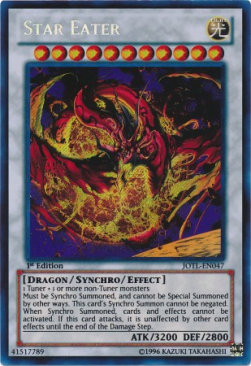 STAR EATER
光
1st Edition
JOTL-EN047
[DRAGON/SYNCHRO/EFFECT]
1 Tuner + 1 or more non-Tuner monsters
Must be Synchro Summoned, and cannot be Special Summoned
by other ways. This card's Synchro Summon cannot be negated.
When Synchro Summoned, cards and effects cannot be
activated. If this card attacks, it is unaffected by other card
effects until the end of the Damage Step.
ATK/3200 DEF/2800
41517789
©1996 KAZUKI TAKAHASHI